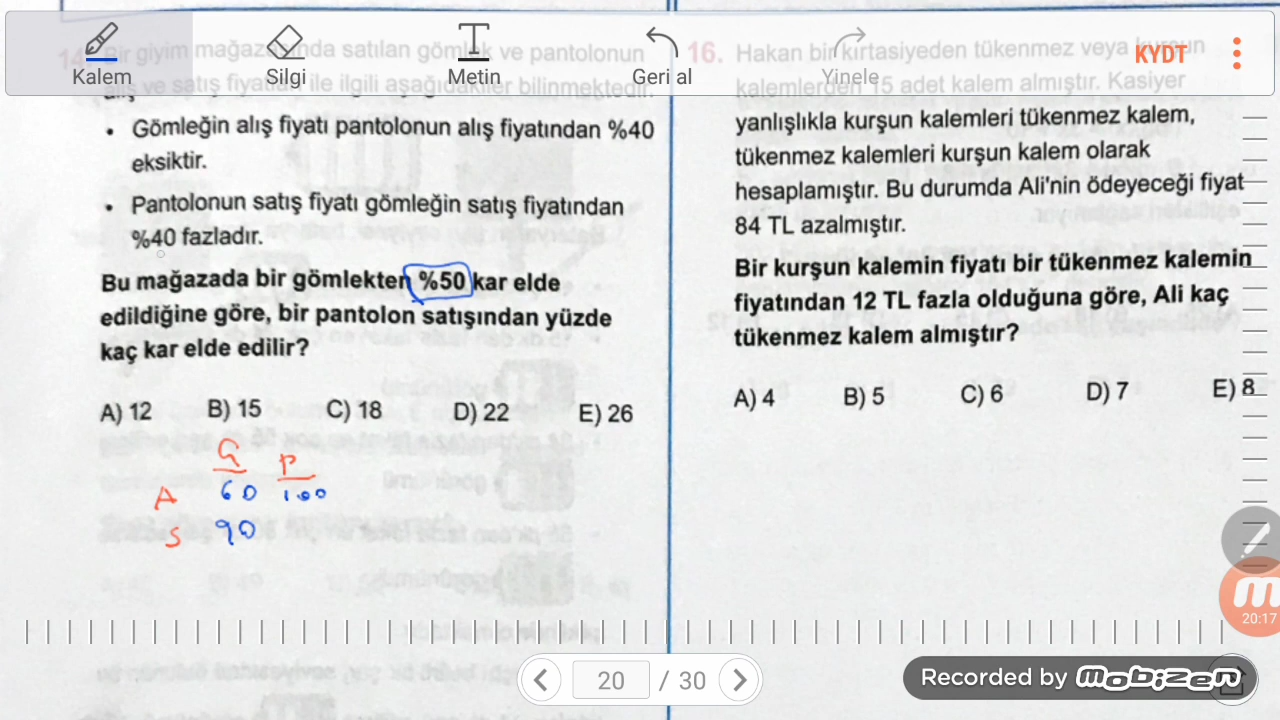 Kalem
Silgi
Metin
Geri al
Yinele
KYDT
14. Bir giyim mağazasında satılan gömlek ve pantolonun
alış ve satış fiyatları ile ilgili aşağıdakiler bilinmektedir.
• Gömleğin alış fiyatı pantolonun alış fiyatından %40
eksiktir.
• Pantolonun satış fiyatı gömleğin satış fiyatından
%40 fazladır.
Bu mağazada bir gömlekten %50 kar elde
edildiğine göre, bir pantolon satışından yüzde
kaç kar elde edilir?
A) 12 B) 15 C) 18 D) 22 E) 26
G P
A 60 100
S 90
16. Hakan bir kırtasiyeden tükenmez veya kurşun
kalemlerden 15 adet kalem almıştır. Kasiyer
yanlışlıkla kurşun kalemleri tükenmez kalem,
tükenmez kalemleri kurşun kalem olarak
hesaplamıştır. Bu durumda Ali'nin ödeyeceği fiyat
84 TL azalmıştır.
Bir kurşun kalemin fiyatı bir tükenmez kalemin
fiyatından 12 TL fazla olduğuna göre, Ali kaç
tükenmez kalem almıştır?
A) 4 B) 5 C) 6 D) 7 E) 8
20:17
20 / 30
Recorded by mobizen